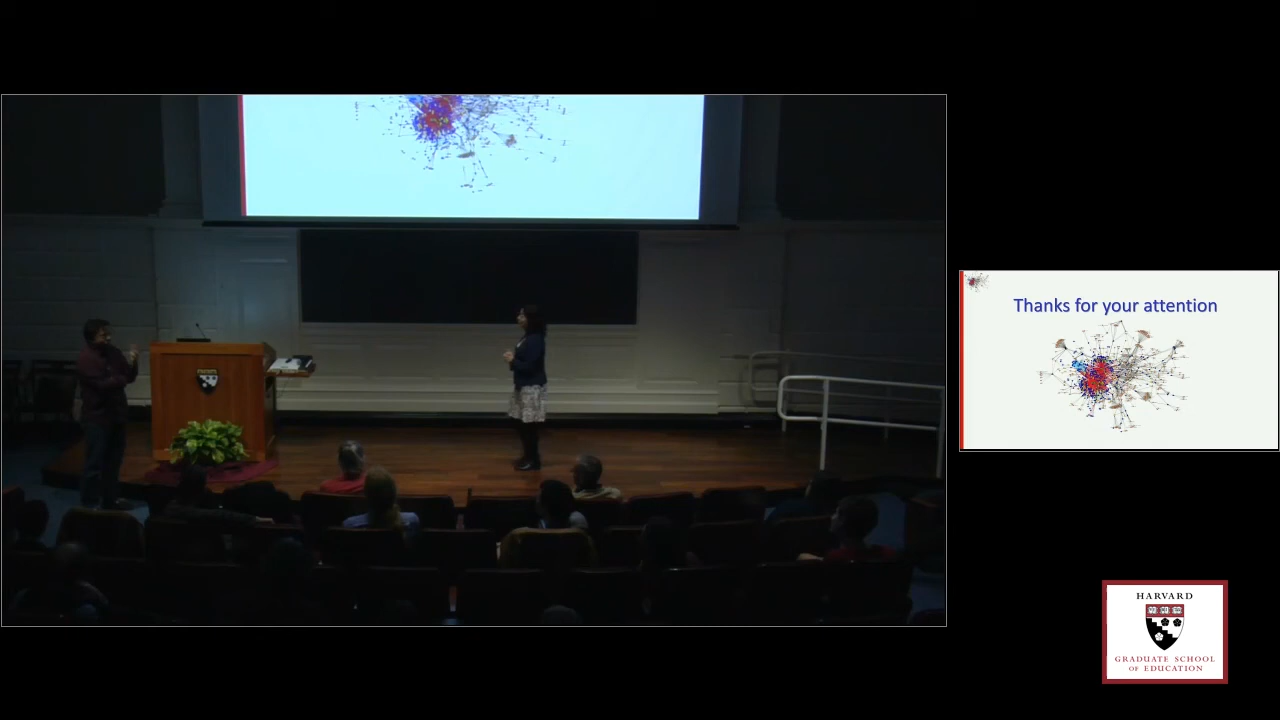 Thanks for your attention
HARVARD
GRADUATE SCHOOL
OF EDUCATION